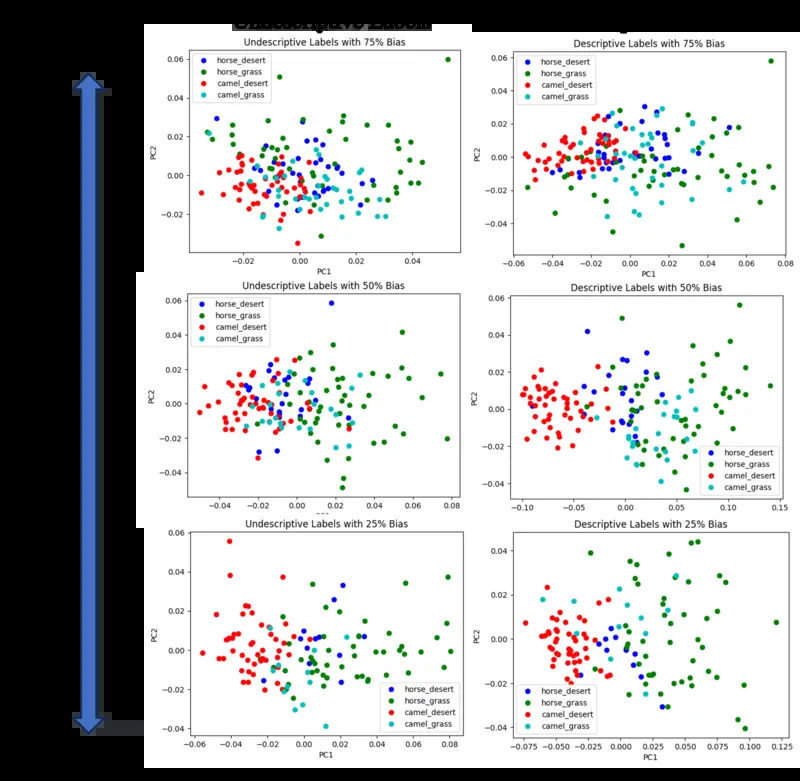 Undescriptive Labels with 75% Bias
0.06
0.04
0.02
0.00
−0.02
PC2
horse_desert
horse_grass
camel_desert
camel_grass
−0.02 0.00 0.02 0.04
PC1
Descriptive Labels with 75% Bias
0.06
0.04
0.02
0.00
−0.02
−0.04
PC2
horse_desert
horse_grass
camel_desert
camel_grass
−0.06 −0.04 −0.02 0.00 0.02 0.04 0.06 0.08
PC1
Undescriptive Labels with 50% Bias
0.06
0.04
0.02
0.00
−0.02
−0.04
PC2
horse_desert
horse_grass
camel_desert
camel_grass
−0.04 −0.02 0.00 0.02 0.04 0.06 0.08
Descriptive Labels with 50% Bias
0.06
0.04
0.02
0.00
−0.02
−0.04
PC2
horse_desert
horse_grass
camel_desert
camel_grass
−0.10 −0.05 0.00 0.05 0.10 0.15
Undescriptive Labels with 25% Bias
0.06
0.04
0.02
0.00
−0.02
−0.04
PC2
horse_desert
horse_grass
camel_desert
camel_grass
−0.06 −0.04 −0.02 0.00 0.02 0.04 0.06 0.08
PC1
Descriptive Labels with 25% Bias
0.04
0.02
0.00
−0.02
−0.04
PC2
horse_desert
horse_grass
camel_desert
camel_grass
−0.075 −0.050 −0.025 0.000 0.025 0.050 0.075 0.100 0.125
PC1